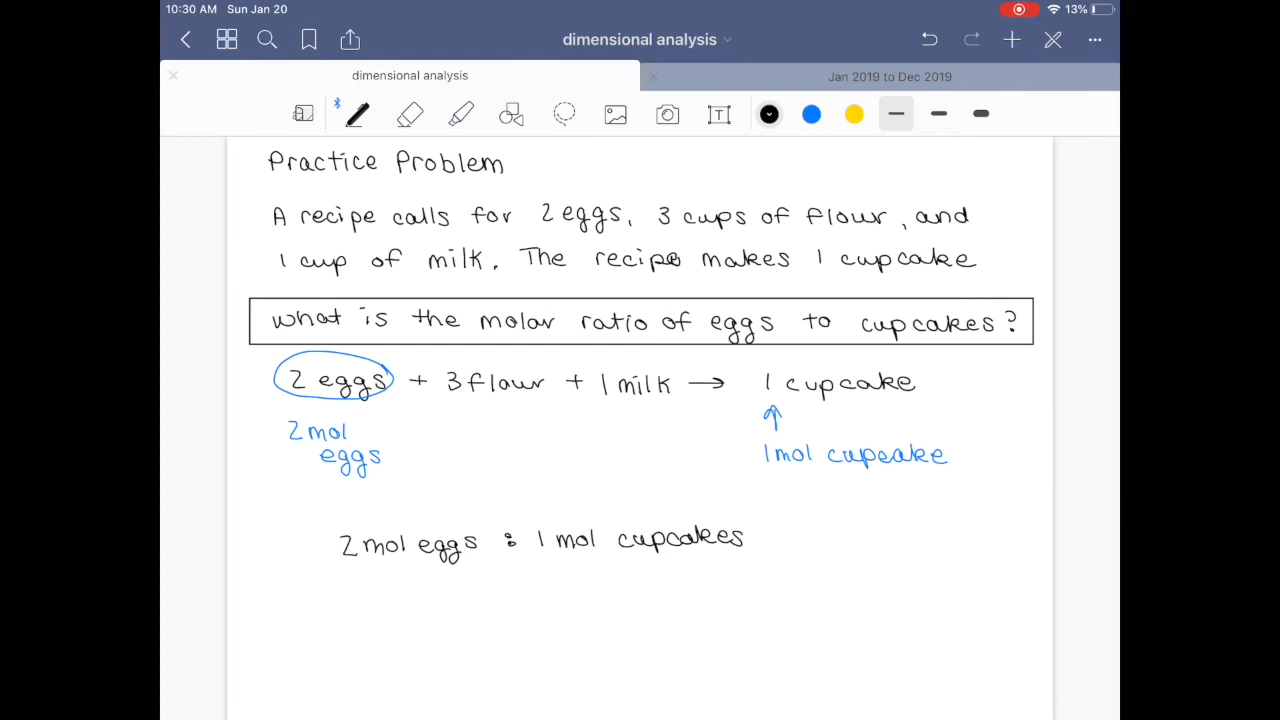 10:30 AM Sun Jan 20
13%
dimensional analysis
dimensional analysis
Jan 2019 to Dec 2019
T
Practice Problem
A recipe calls for 2 eggs, 3 cups of flour, and
1 cup of milk. The recipe makes 1 cupcake
What is the molar ratio of eggs to cupcakes?
2 eggs + 3 flour + 1 milk → 1 cupcake
2 mol
eggs
1 mol cupcake
2 mol eggs : 1 mol cupcakes